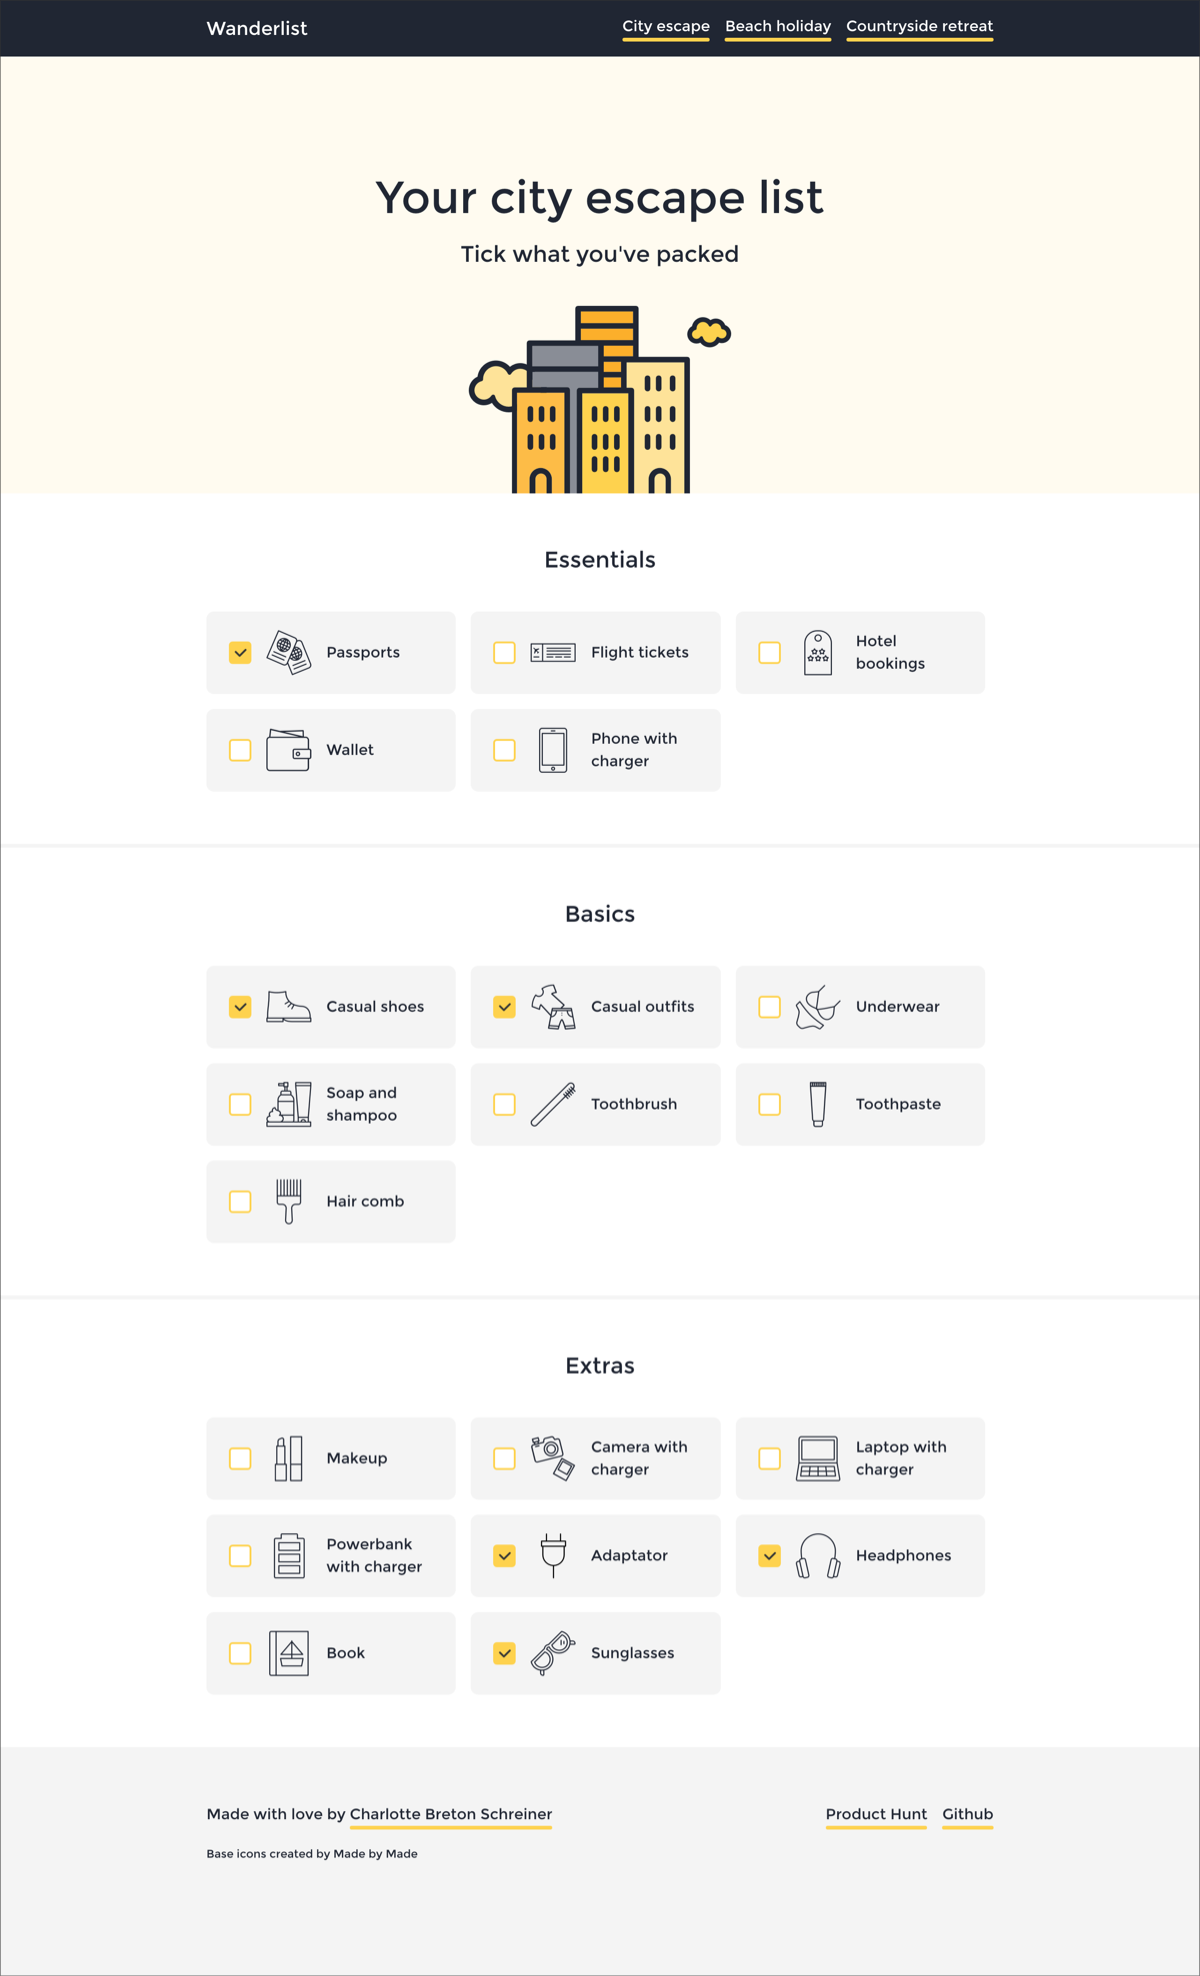 Wanderlist
City escape Beach holiday Countryside retreat
Your city escape list
Tick what you've packed
Essentials
Passports
Flight tickets
Hotel
bookings
Wallet
Phone with
charger
Basics
Casual shoes
Casual outfits
Underwear
Soap and
shampoo
Toothbrush
Toothpaste
Hair comb
Extras
Makeup
Camera with
charger
Laptop with
charger
Powerbank
with charger
Adaptator
Headphones
Book
Sunglasses
Made with love by Charlotte Breton Schreiner
Product Hunt Github
Base icons created by Made by Made